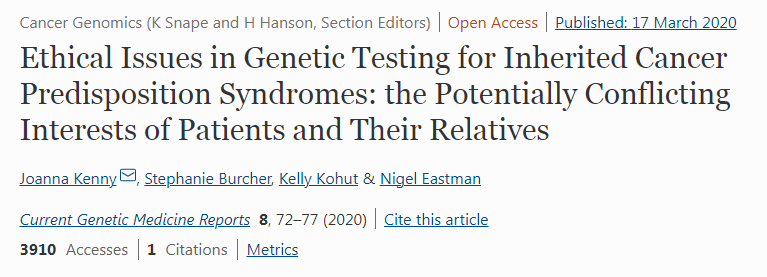 Cancer Genomics (K Snape and H Hanson, Section Editors) | Open Access | Published: 17 March 2020
Ethical Issues in Genetic Testing for Inherited Cancer
Predisposition Syndromes: the Potentially Conflicting
Interests of Patients and Their Relatives
Joanna Kenny, Stephanie Burcher, Kelly Kohut & Nigel Eastman
Current Genetic Medicine Reports 8, 72–77 (2020) | Cite this article
3910 Accesses | 1 Citations | Metrics